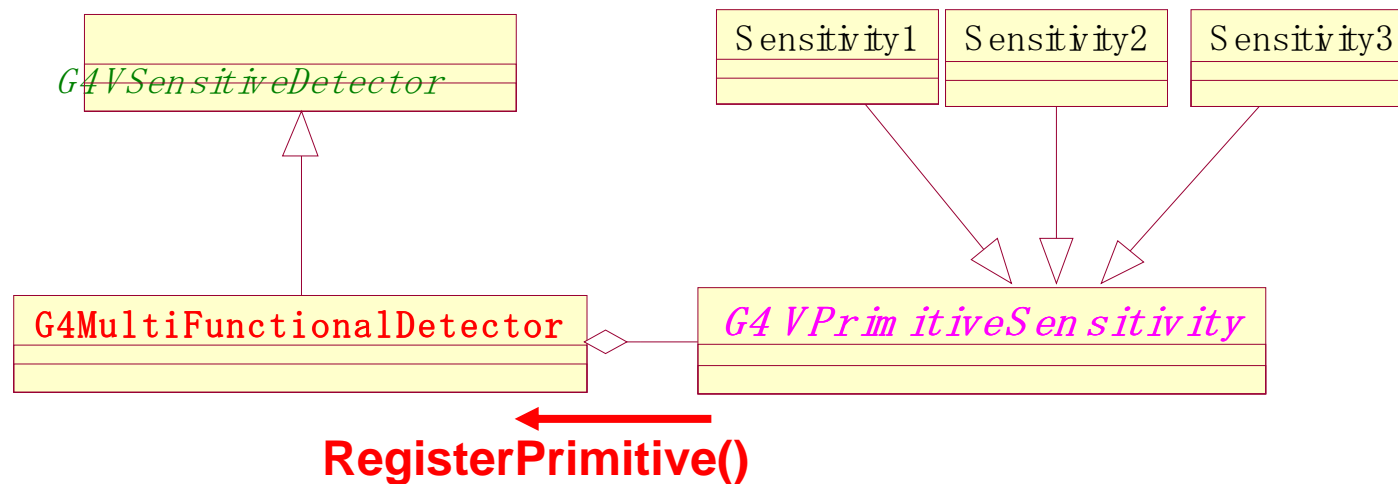 G4VSensitiveDetector
Sensitivity1
Sensitivity2
Sensitivity3
G4MultiFunctionalDetector
G4VPrimitiveSensitivity
RegisterPrimitive()